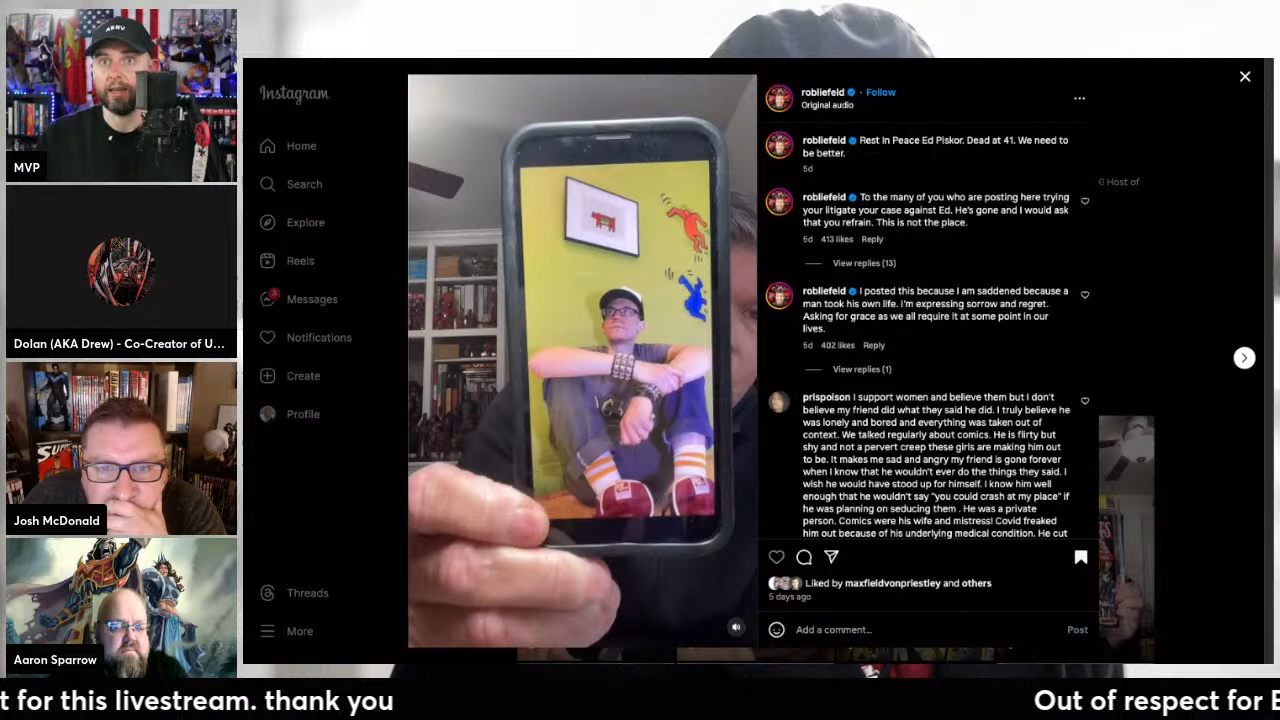 ASRV
MVP
Dolan (AKA Drew) - Co-Creator of U...
Josh McDonald
Aaron Sparrow
Instagram
Home
Search
Explore
Reels
Messages
Notifications
Create
Profile
Threads
More
robliefeld · Follow
Original audio
robliefeld Rest In Peace Ed Piskor. Dead at 41. We need to
be better.
5d
robliefeld To the many of you who are posting here trying
your litigate your case against Ed. He's gone and I would ask
that you refrain. This is not the place.
5d 413 likes Reply
View replies (13)
robliefeld I posted this because I am saddened because a
man took his own life. I'm expressing sorrow and regret.
Asking for grace as we all require it at some point in our
lives.
5d 402 likes Reply
View replies (1)
prispoison I support women and believe them but I don't
believe my friend did what they said he did. I truly believe he
was lonely and bored and everything was taken out of
context. We talked regularly about comics. He is flirty but
shy and not a pervert creep these girls are making him out
to be. It makes me sad and angry my friend is gone forever
when I know that he wouldn't ever do the things they said. I
wish he would have stood up for himself. I know him well
enough that he wouldn't say "you could crash at my place" if
he was planning on seducing them . He was a private
person. Comics were his wife and mistress! Covid freaked
him out because of his underlying medical condition. He cut
Liked by maxfieldvonpriestley and others
5 days ago
Add a comment...
Post
Host of
t for this livestream. thank you
Out of respect for E